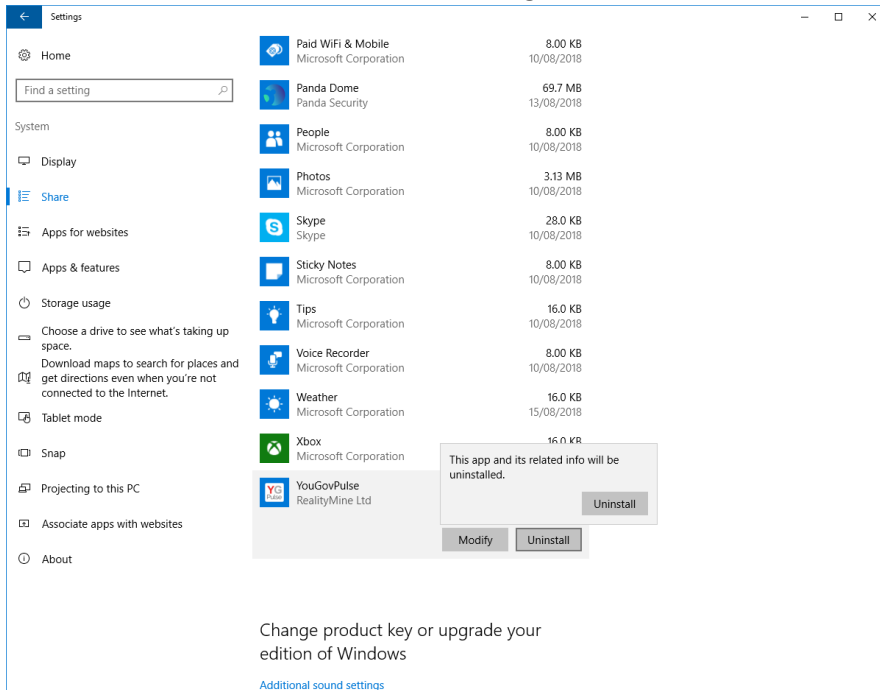 Settings
Home
Find a setting
System
Display
Share
Apps for websites
Apps & features
Storage usage
Choose a drive to see what's taking up
space.
Download maps to search for places and
get directions even when you're not
connected to the Internet.
Tablet mode
Snap
Projecting to this PC
Associate apps with websites
About
Paid WiFi & Mobile 8.00 KB
Microsoft Corporation 10/08/2018
Panda Dome 69.7 MB
Panda Security 13/08/2018
People 8.00 KB
Microsoft Corporation 10/08/2018
Photos 3.13 MB
Microsoft Corporation 10/08/2018
Skype 28.0 KB
Skype 10/08/2018
Sticky Notes 8.00 KB
Microsoft Corporation 10/08/2018
Tips 16.0 KB
Microsoft Corporation 10/08/2018
Voice Recorder 8.00 KB
Microsoft Corporation 10/08/2018
Weather 16.0 KB
Microsoft Corporation 15/08/2018
Xbox 16.0 KB
Microsoft Corporation
YG
Pulse
YouGovPulse
RealityMine Ltd
This app and its related info will be
uninstalled.
Uninstall
Modify Uninstall
Change product key or upgrade your
edition of Windows
Additional sound settings